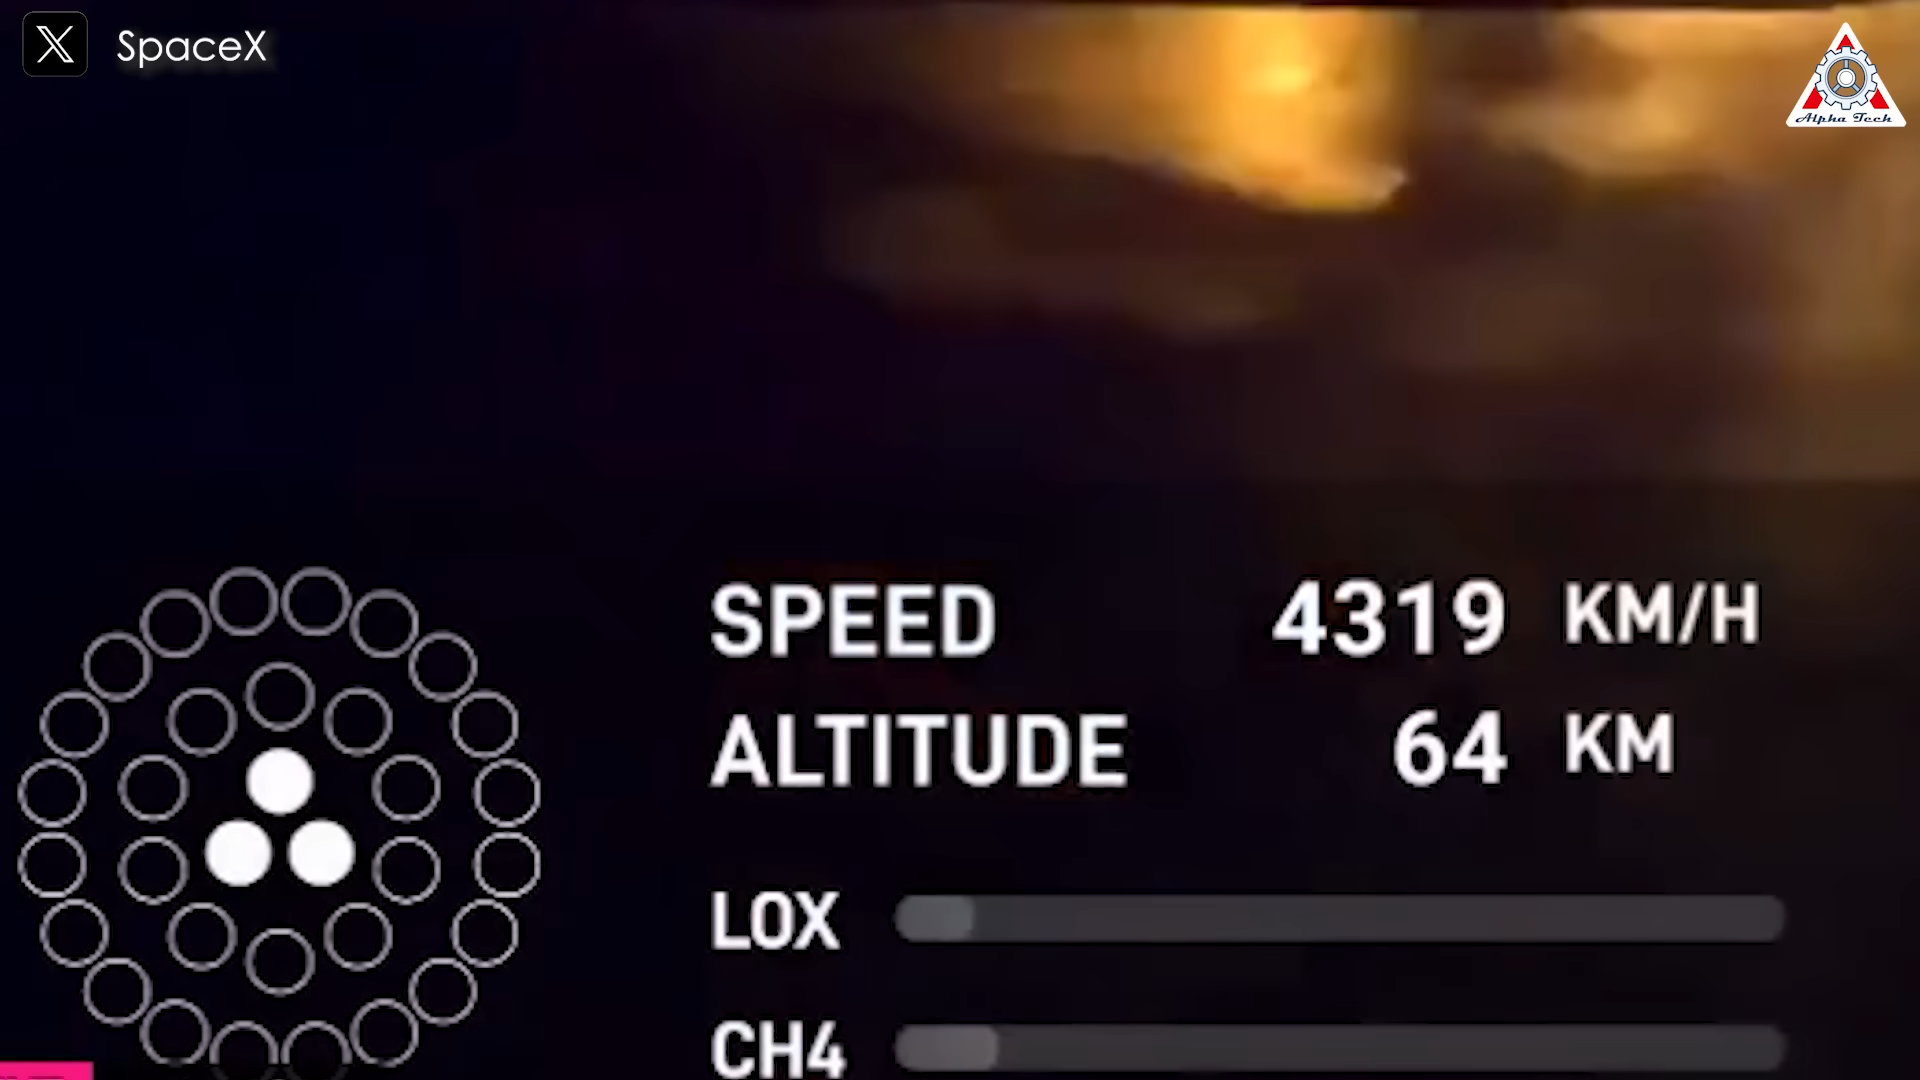 SpaceX
Alpha Tech
SPEED 4319 KM/H
ALTITUDE 64 KM
LOX
CH4